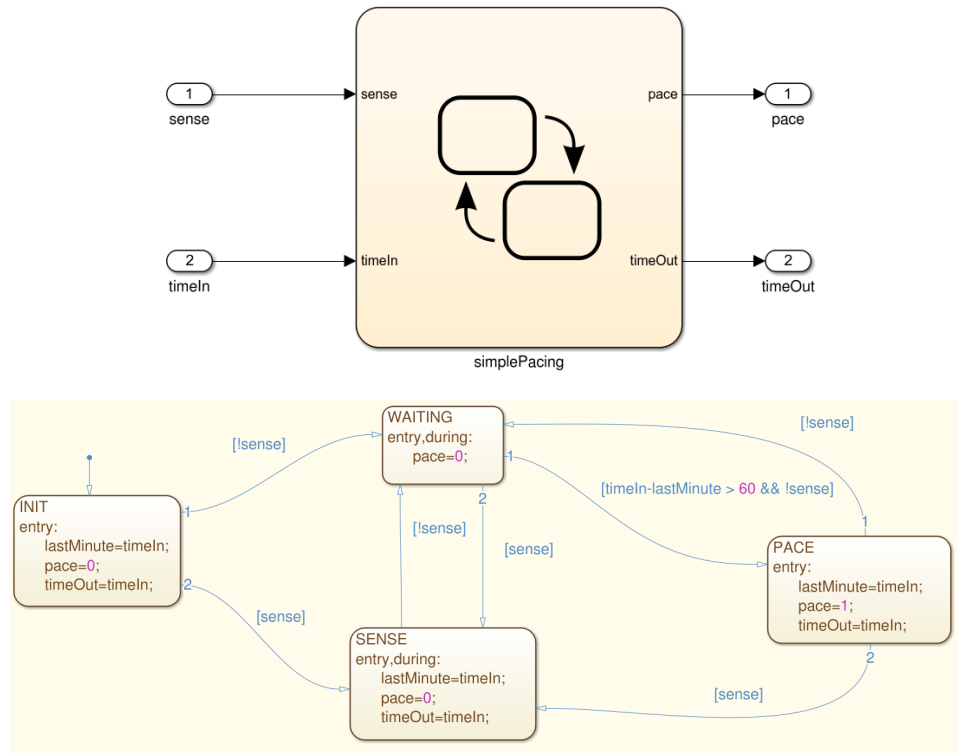 1
sense
sense
pace
1
pace
2
timeIn
timeIn
timeOut
2
timeOut
simplePacing
WAITING
entry,during:
pace=0;
1
2
[!sense]
[!sense]
[timeIn-lastMinute > 60 && !sense]
INIT
entry:
lastMinute=timeIn;
pace=0;
timeOut=timeIn;
1
2
[!sense]
[sense]
[sense]
PACE
entry:
lastMinute=timeIn;
pace=1;
timeOut=timeIn;
1
2
SENSE
entry,during:
lastMinute=timeIn;
pace=0;
timeOut=timeIn;
[sense]